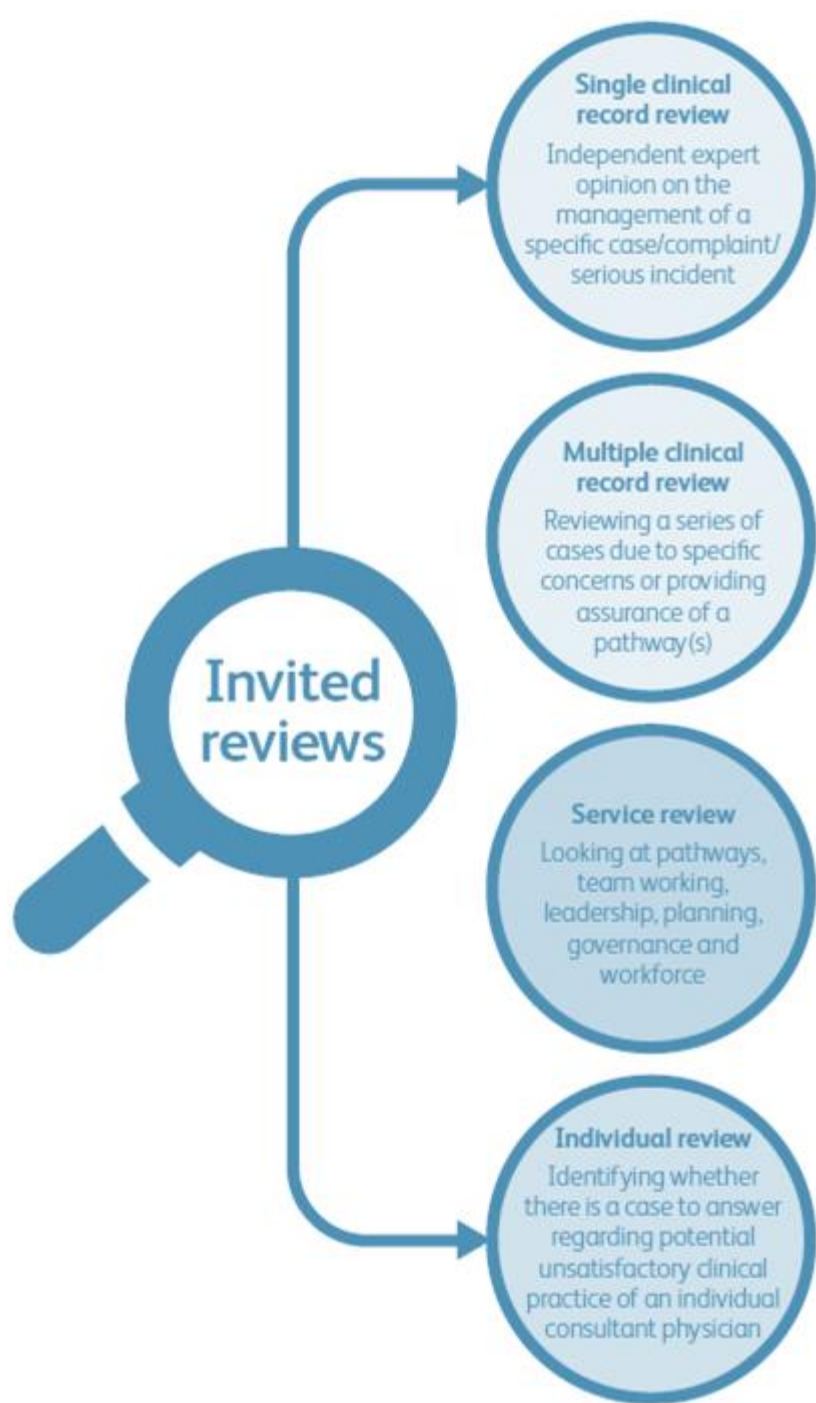 Single clinical
record review
Independent expert
opinion on the
management of a
specific case/complaint/
serious incident
Multiple clinical
record review
Reviewing a series of
cases due to specific
concerns or providing
assurance of a
pathway(s)
Invited
reviews
Service review
Looking at pathways,
team working,
leadership, planning,
governance and
workforce
Individual review
Identifying whether
there is a case to answer
regarding potential
unsatisfactory clinical
practice of an individual
consultant physician